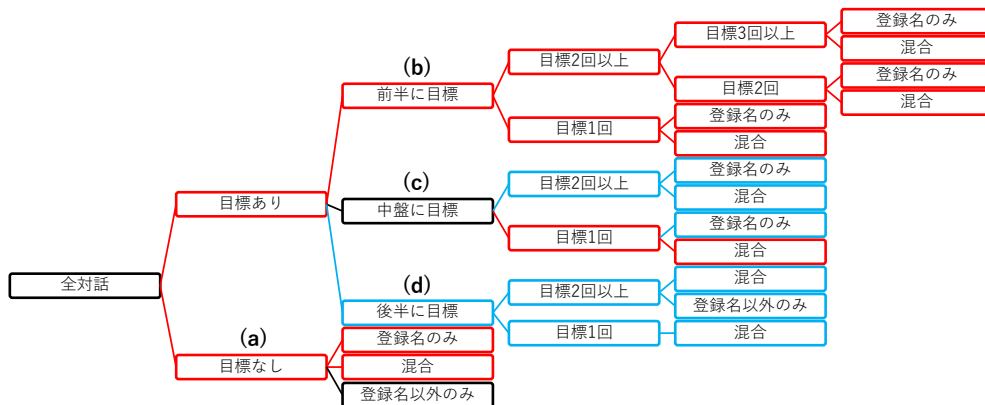 登録名のみ
目標3回以上
混合
目標2回以上
(b)
登録名のみ
目標2回
前半に目標
混合
登録名のみ
目標1回
混合
(c)
登録名のみ
目標2回以上
混合
目標あり
中盤に目標
登録名のみ
目標1回
混合
全対話
混合
(d)
目標2回以上
登録名以外のみ
後半に目標
目標1回
混合
(a)
登録名のみ
目標なし
混合
登録名以外のみ